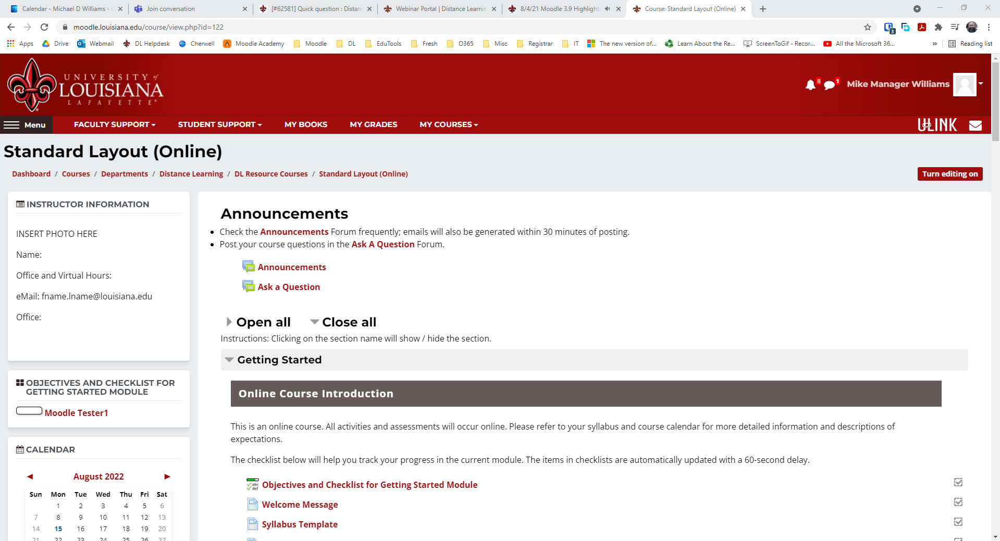 Calendar - Michael D Williams -
Join conversation
[#62581] Quick question : Distan
Webinar Portal | Distance Learnin
8/4/21 Moodle 3.9 Highlight
Course: Standard Layout (Online)
moodle.louisiana.edu/course/view.php?id=122
3
Apps
Drive
Webmail
DL Helpdesk
Cherwell
Moodle Academy
Moodle
DL
EduTools
Fresh
O365
Misc
Registrar
IT
The new version of...
Learn About the Re...
ScreenToGif - Recor...
All the Microsoft 36...
»
Reading list
UNIVERSITY of
LOUISIANA
LAFAYETTE®
8
1
Mike Manager Williams
Menu
FACULTY SUPPORT
STUDENT SUPPORT
MY BOOKS
MY GRADES
MY COURSES
ULINK
Standard Layout (Online)
Dashboard / Courses / Departments / Distance Learning / DL Resource Courses / Standard Layout (Online)
Turn editing on
INSTRUCTOR INFORMATION
INSERT PHOTO HERE
Name:
Office and Virtual Hours:
eMail: fname.lname@louisiana.edu
Office:
OBJECTIVES AND CHECKLIST FOR
GETTING STARTED MODULE
Moodle Tester1
CALENDAR
August 2022
Sun Mon Tue Wed Thu Fri Sat
1 2 3 4 5 6
7 8 9 10 11 12 13
14 15 16 17 18 19 20
21 22 23 24 25 26 27
Announcements
Check the Announcements Forum frequently; emails will also be generated within 30 minutes of posting.
Post your course questions in the Ask A Question Forum.
Announcements
Ask a Question
Open all
Close all
Instructions: Clicking on the section name will show / hide the section.
Getting Started
Online Course Introduction
This is an online course. All activities and assessments will occur online. Please refer to your syllabus and course calendar for more detailed information and descriptions of
expectations.
The checklist below will help you track your progress in the current module. The items in checklists are automatically updated with a 60-second delay.
abc
def
Objectives and Checklist for Getting Started Module
Welcome Message
Syllabus Template